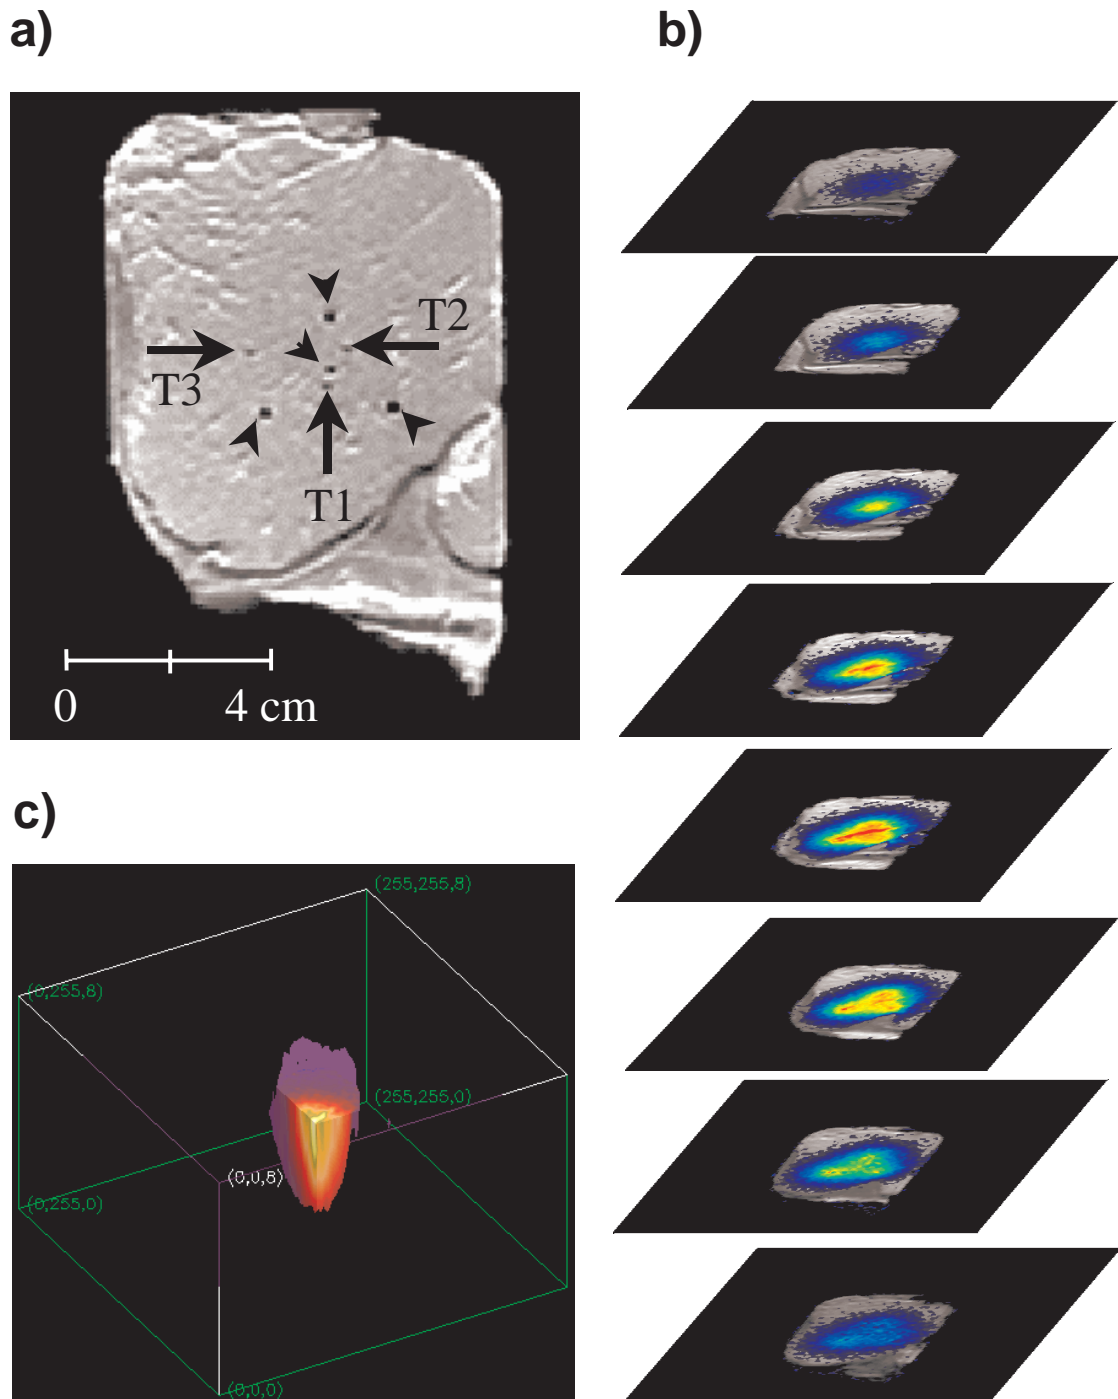 a)
T2
T3
T1
0 4 cm
b)
c)
(255,255,8)
(0,255,8)
(255,255,0)
(0,0,8)
(0,255,0)
(0,0,0)